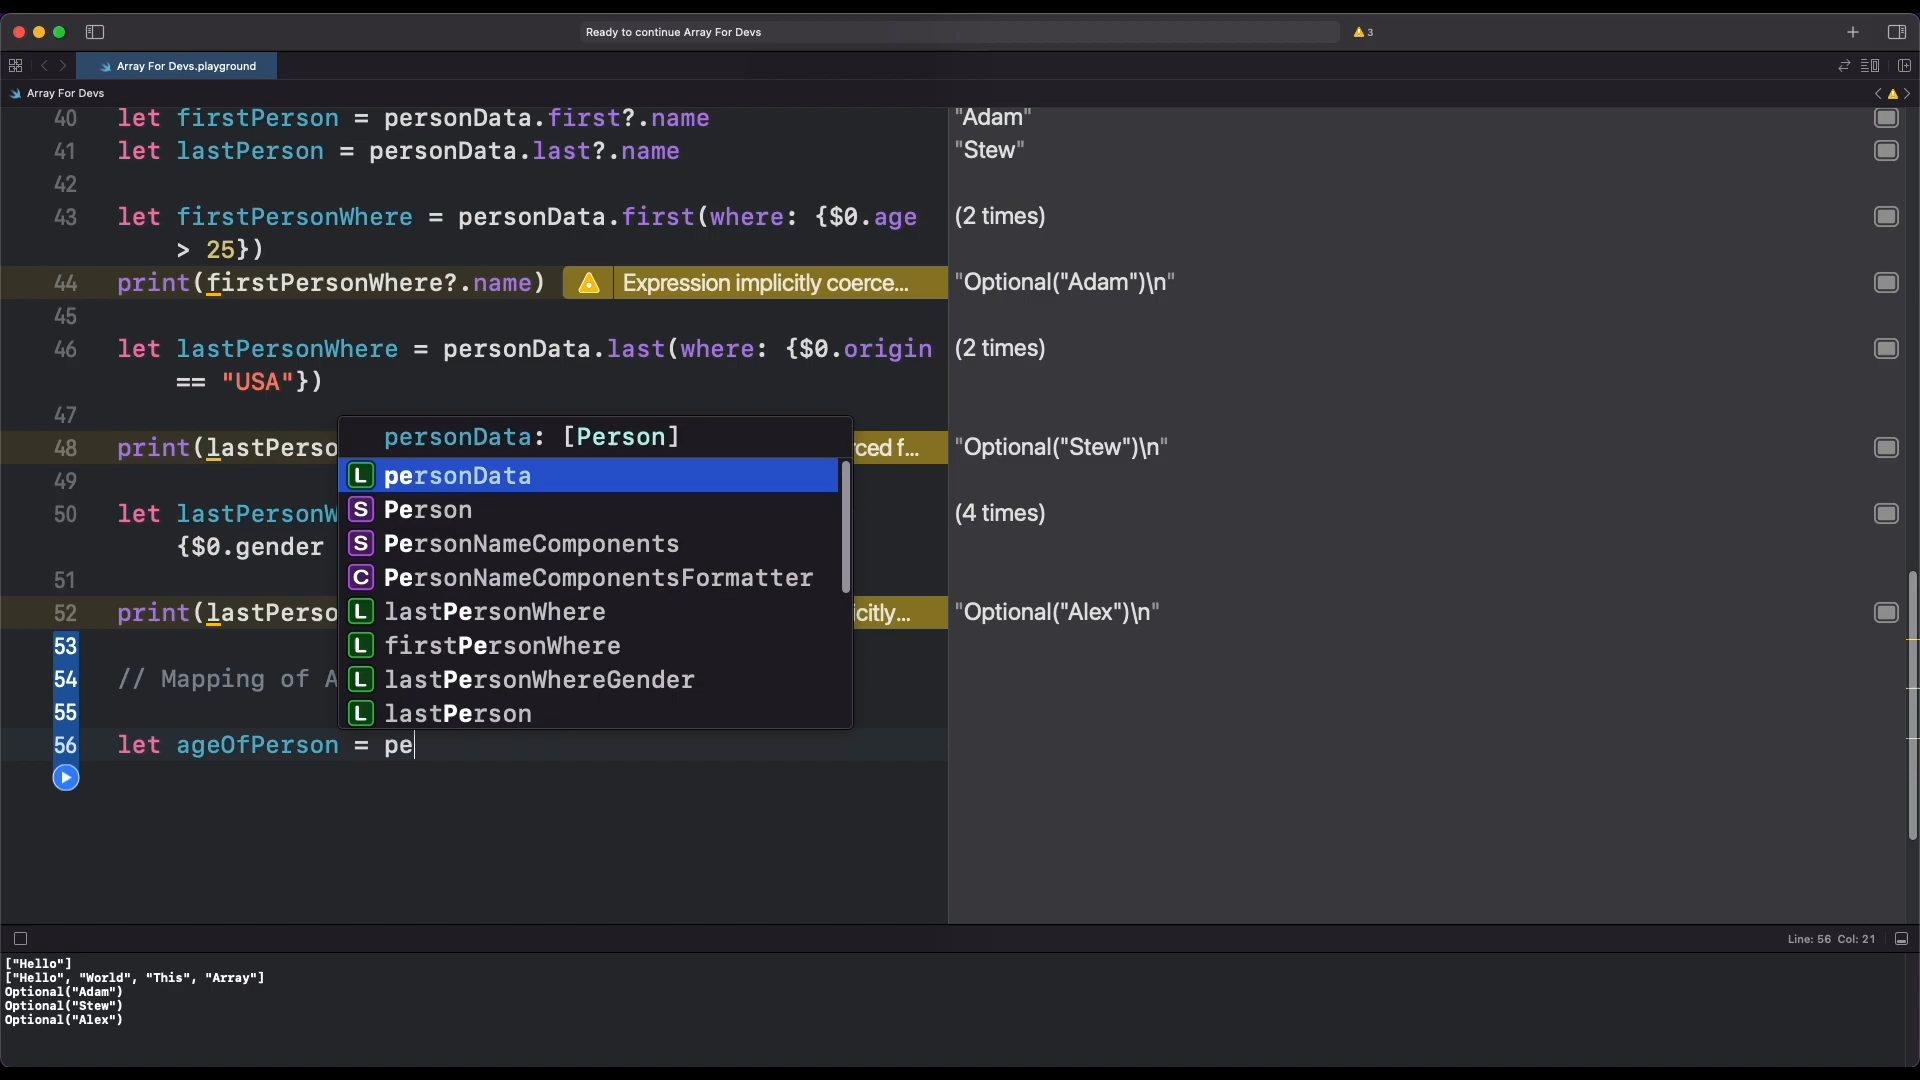 Ready to continue Array For Devs
3
Array For Devs.playground
Array For Devs
40 let firstPerson = personData.first?.name "Adam"
41 let lastPerson = personData.last?.name "Stew"
42
43 let firstPersonWhere = personData.first(where: {$0.age (2 times)
> 25})
44 print(firstPersonWhere?.name) Expression implicitly coerce... "Optional("Adam")\n"
45
46 let lastPersonWhere = personData.last(where: {$0.origin (2 times)
== "USA"})
47
personData: [Person]
48 print(lastPerso rced f... "Optional("Stew")\n"
L personData
49
S Person
50 let lastPersonW (4 times)
{$0.gender
S PersonNameComponents
C PersonNameComponentsFormatter
51
52 print(lastPerso icitly... "Optional("Alex")\n"
L lastPersonWhere
53
L firstPersonWhere
54 // Mapping of A
L lastPersonWhereGender
55
L lastPerson
56 let ageOfPerson = pe
Line: 56 Col: 21
["Hello"]
["Hello", "World", "This", "Array"]
Optional("Adam")
Optional("Stew")
Optional("Alex")